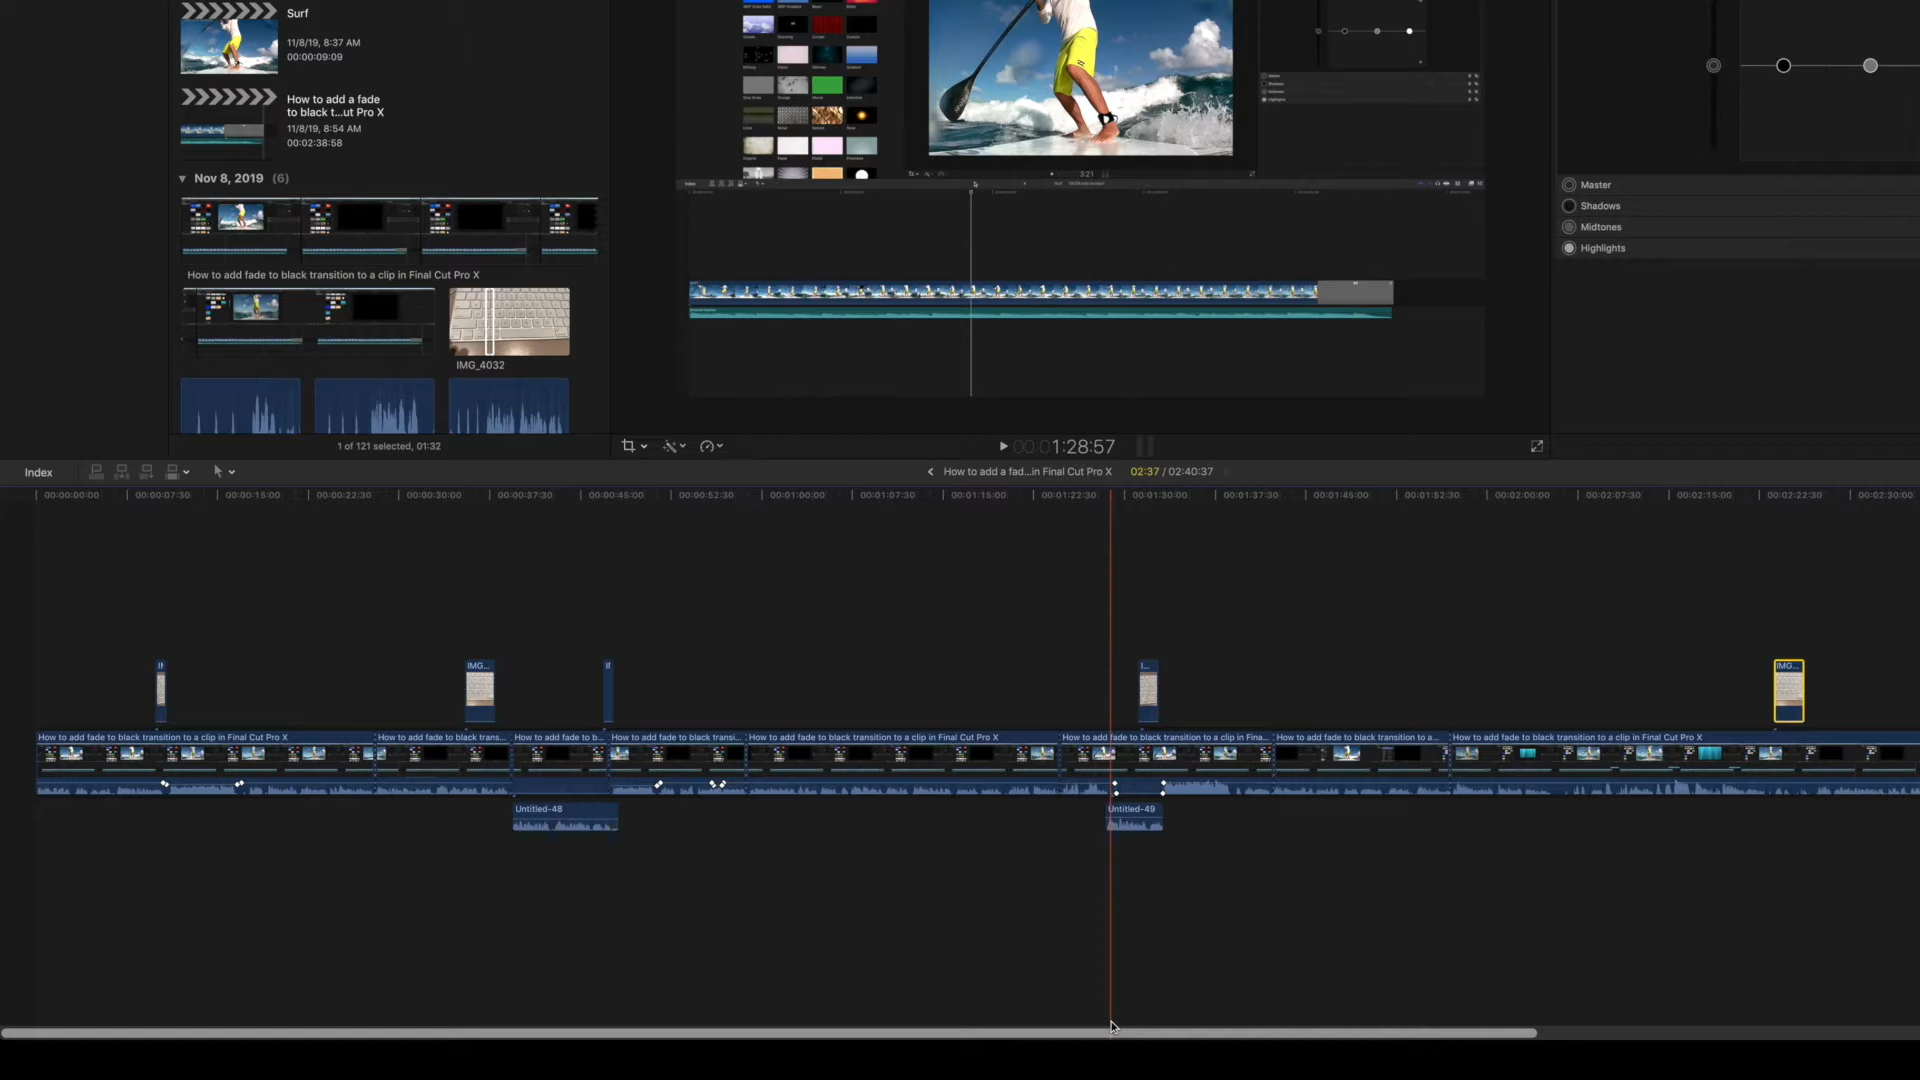 Surf
11/8/19, 8:37 AM
00:00:09:09
How to add a fade
to black t...ut Pro X
11/8/19, 8:54 AM
00:02:38:58
Nov 8, 2019 (6)
How to add fade to black transition to a clip in Final Cut Pro X
IMG_4032
1 of 121 selected, 01:32
3:21
Master
Shadows
Midtones
Highlights
00:01:28:57
Index
How to add a fad...in Final Cut Pro X 02:37 / 02:40:37
00:00:00:00 00:00:07:30 00:00:15:00 00:00:22:30 00:00:30:00 00:00:37:30 00:00:45:00 00:00:52:30 00:01:00:00 00:01:07:30 00:01:15:00 00:01:22:30 00:01:30:00 00:01:37:30 00:01:45:00 00:01:52:30 00:02:00:00 00:02:07:30 00:02:15:00 00:02:22:30 00:02:30:00
IMG... I... IMG...
How to add fade to black transition to a clip in Final Cut Pro X How to add fade to black trans... How to add fade to b... How to add fade to black transi... How to add fade to black transition to a clip in Final Cut Pro X How to add fade to black transition to a clip in Fina... How to add fade to black transition to a... How to add fade to black transition to a clip in Final Cut Pro X
Untitled-48 Untitled-49